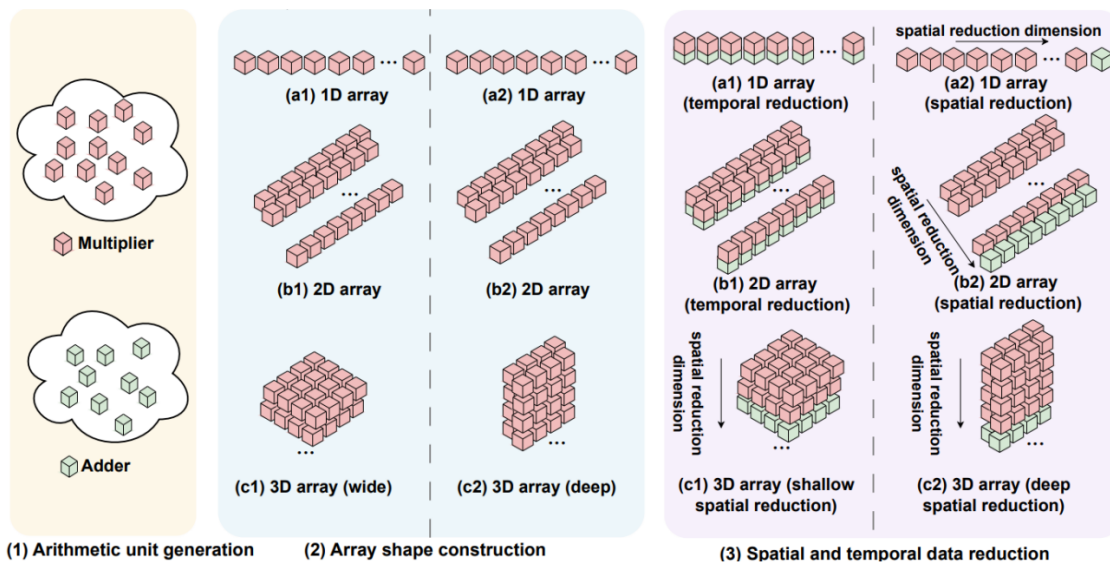 Multiplier
Adder
(1) Arithmetic unit generation
...
(a1) 1D array
...
(a2) 1D array
...
(b1) 2D array
...
(b2) 2D array
...
(c1) 3D array (wide)
...
(c2) 3D array (deep)
(2) Array shape construction
...
(a1) 1D array
(temporal reduction)
spatial reduction dimension
...
(a2) 1D array
(spatial reduction)
...
(b1) 2D array
(temporal reduction)
...
spatial reduction
dimension
(b2) 2D array
(spatial reduction)
spatial reduction
dimension
...
(c1) 3D array (shallow
spatial reduction)
spatial reduction
dimension
...
(c2) 3D array (deep
spatial reduction)
(3) Spatial and temporal data reduction